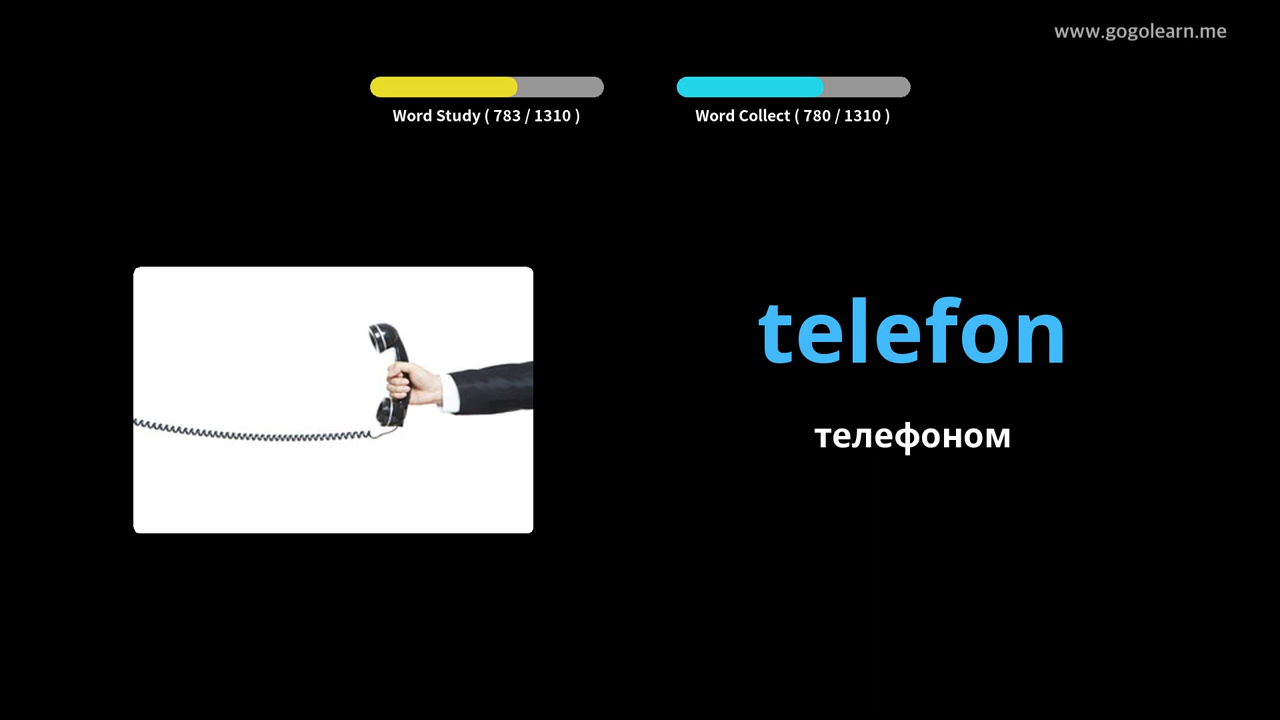 www.gogolearn.me
Word Study ( 783 / 1310 )
Word Collect ( 780 / 1310 )
telefon
телефоном